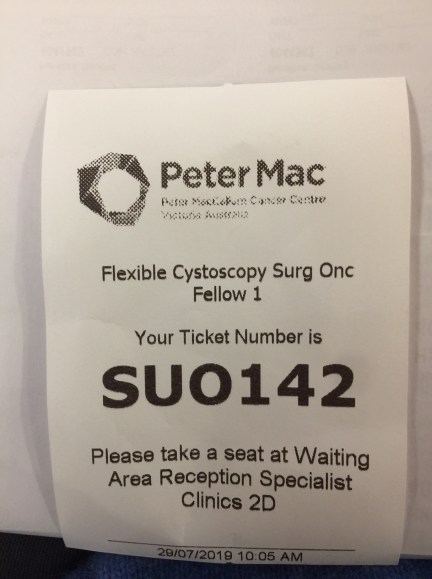 Peter Mac
Peter MacCallum Cancer Centre
Victoria Australia
Flexible Cystoscopy Surg Onc
Fellow 1
Your Ticket Number is
SUO142
Please take a seat at Waiting
Area Reception Specialist
Clinics 2D
29/07/2019 10:05 AM